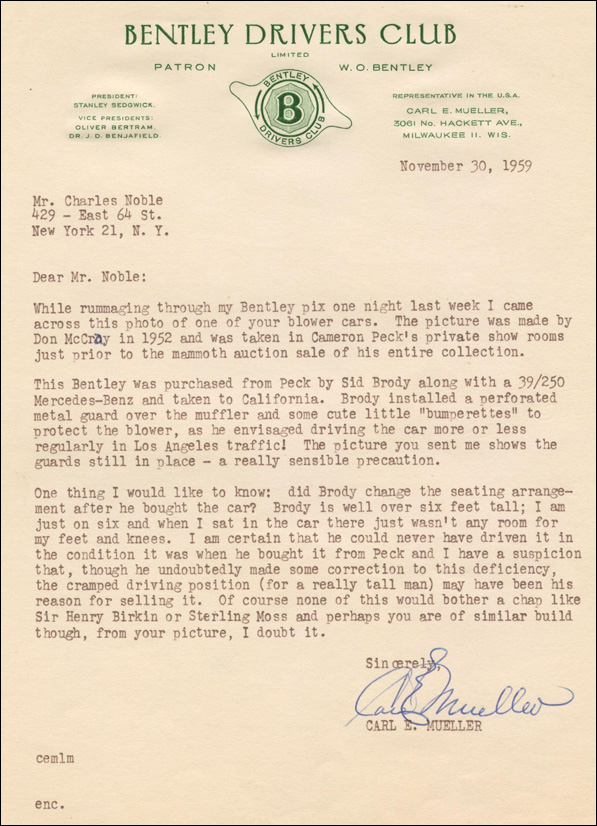 BENTLEY DRIVERS CLUB
LIMITED
PATRON W. O. BENTLEY
PRESIDENT:
STANLEY SEDGWICK.
VICE PRESIDENTS:
OLIVER BERTRAM,
DR. J. D. BENJAFIELD.
BENTLEY
B
DRIVERS CLUB
REPRESENTATIVE IN THE U.S.A.
CARL E. MUELLER,
3061 No. HACKETT AVE.,
MILWAUKEE 11. WIS.
November 30, 1959
Mr. Charles Noble
429 - East 64 St.
New York 21, N. Y.
Dear Mr. Noble:
While rummaging through my Bentley pix one night last week I came
across this photo of one of your blower cars. The picture was made by
Don McCray in 1952 and was taken in Cameron Peck's private show rooms
just prior to the mammoth auction sale of his entire collection.
This Bentley was purchased from Peck by Sid Brody along with a 39/250
Mercedes-Benz and taken to California. Brody installed a perforated
metal guard over the muffler and some cute little "bumperettes" to
protect the blower, as he envisaged driving the car more or less
regularly in Los Angeles traffic! The picture you sent me shows the
guards still in place - a really sensible precaution.
One thing I would like to know: did Brody change the seating arrange-
ment after he bought the car? Brody is well over six feet tall; I am
just on six and when I sat in the car there just wasn't any room for
my feet and knees. I am certain that he could never have driven it in
the condition it was when he bought it from Peck and I have a suspicion
that, though he undoubtedly made some correction to this deficiency,
the cramped driving position (for a really tall man) may have been his
reason for selling it. Of course none of this would bother a chap like
Sir Henry Birkin or Sterling Moss and perhaps you are of similar build
though, from your picture, I doubt it.
Sincerely,
Carl E Mueller
CARL E. MUELLER
cemlm
enc.